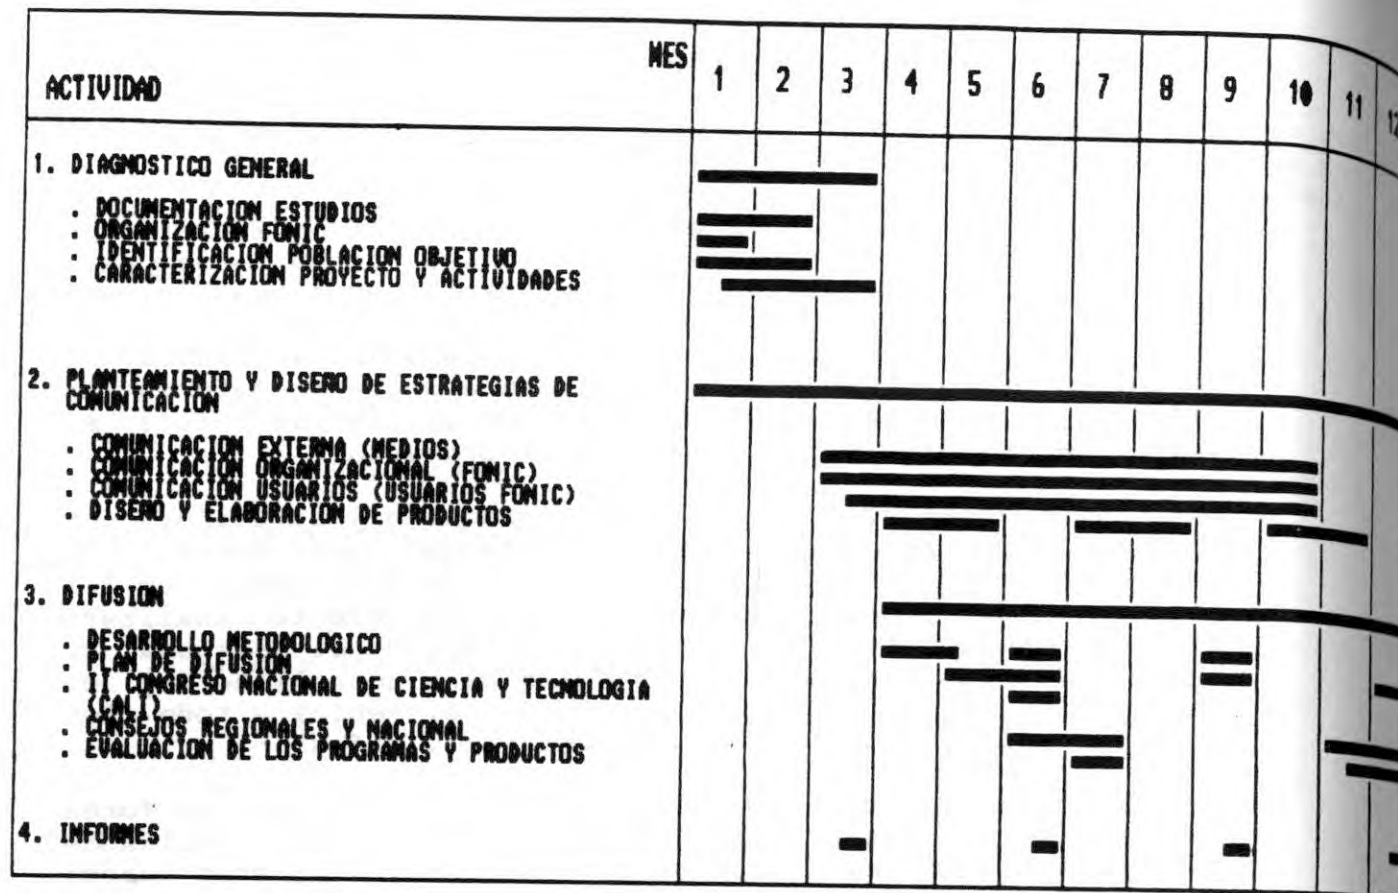 MES
ACTIVIDAD
1 2 3 4 5 6 7 8 9 10 11 12
1. DIAGNOSTICO GENERAL
. DOCUMENTACION ESTUDIOS
. ORGANIZACION FONIC
. IDENTIFICACION POBLACION OBJETIVO
. CARACTERIZACION PROYECTO Y ACTIVIDADES
2. PLANTEAMIENTO Y DISEÑO DE ESTRATEGIAS DE
COMUNICACION
. COMUNICACION EXTERNA (MEDIOS)
. COMUNICACION ORGANIZACIONAL (FONIC)
. COMUNICACION USUARIOS (USUARIOS FONIC)
. DISEÑO Y ELABORACION DE PRODUCTOS
3. DIFUSION
. DESARROLLO METODOLOGICO
. PLAN DE DIFUSION
. II CONGRESO NACIONAL DE CIENCIA Y TECNOLOGIA
(CALI)
. CONSEJOS REGIONALES Y NACIONAL
. EVALUACION DE LOS PROGRAMAS Y PRODUCTOS
4. INFORMES